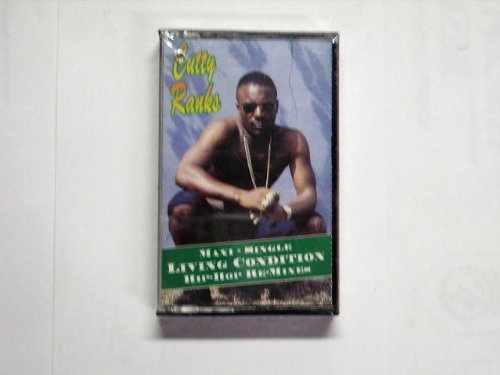 Cutty
Ranks
MAXI-SINGLE
LIVING CONDITION
HIP-HOP RE-MIXES